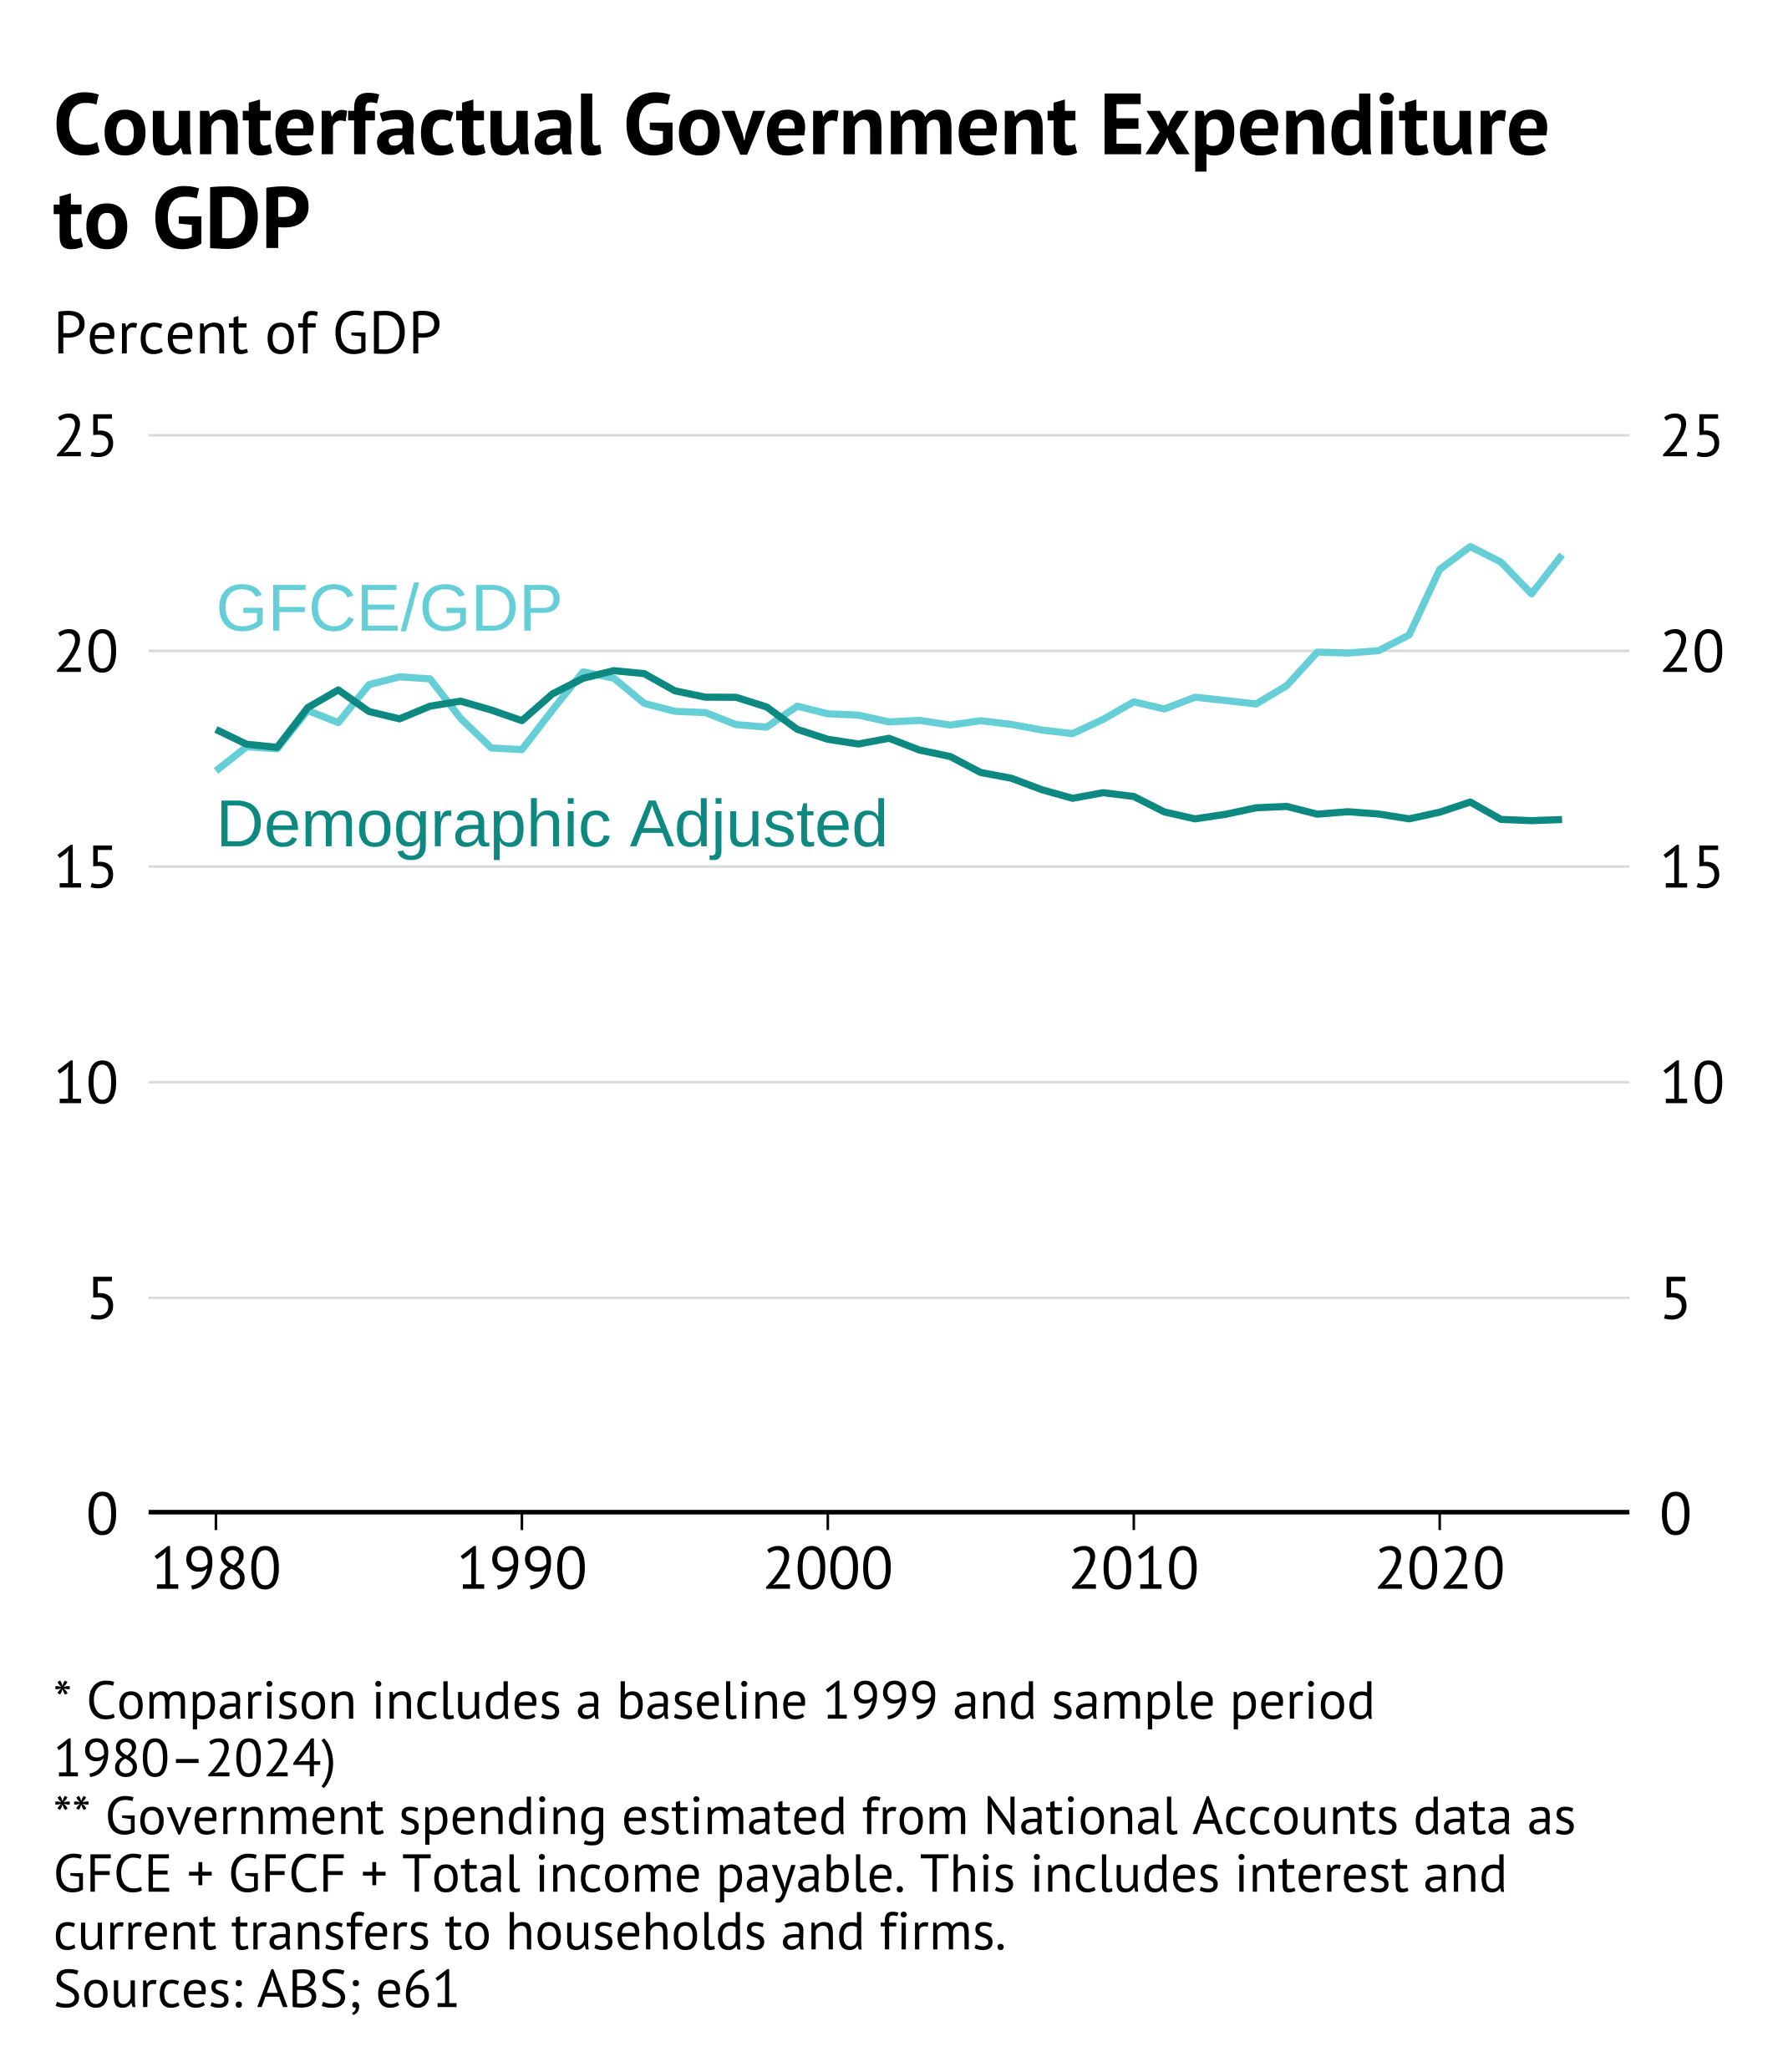 Counterfactual Government Expenditure
to GDP
Percent of GDP
25 25
GFCE/GDP
20 20
Demographic Adjusted
15 15
10 10
5 5
0 0
1980 1990 2000 2010 2020
* Comparison includes a baseline 1999 and sample period
1980–2024)
** Government spending estimated from National Accounts data as
GFCE + GFCF + Total income payable. This includes interest and
current transfers to households and firms.
Sources: ABS; e61